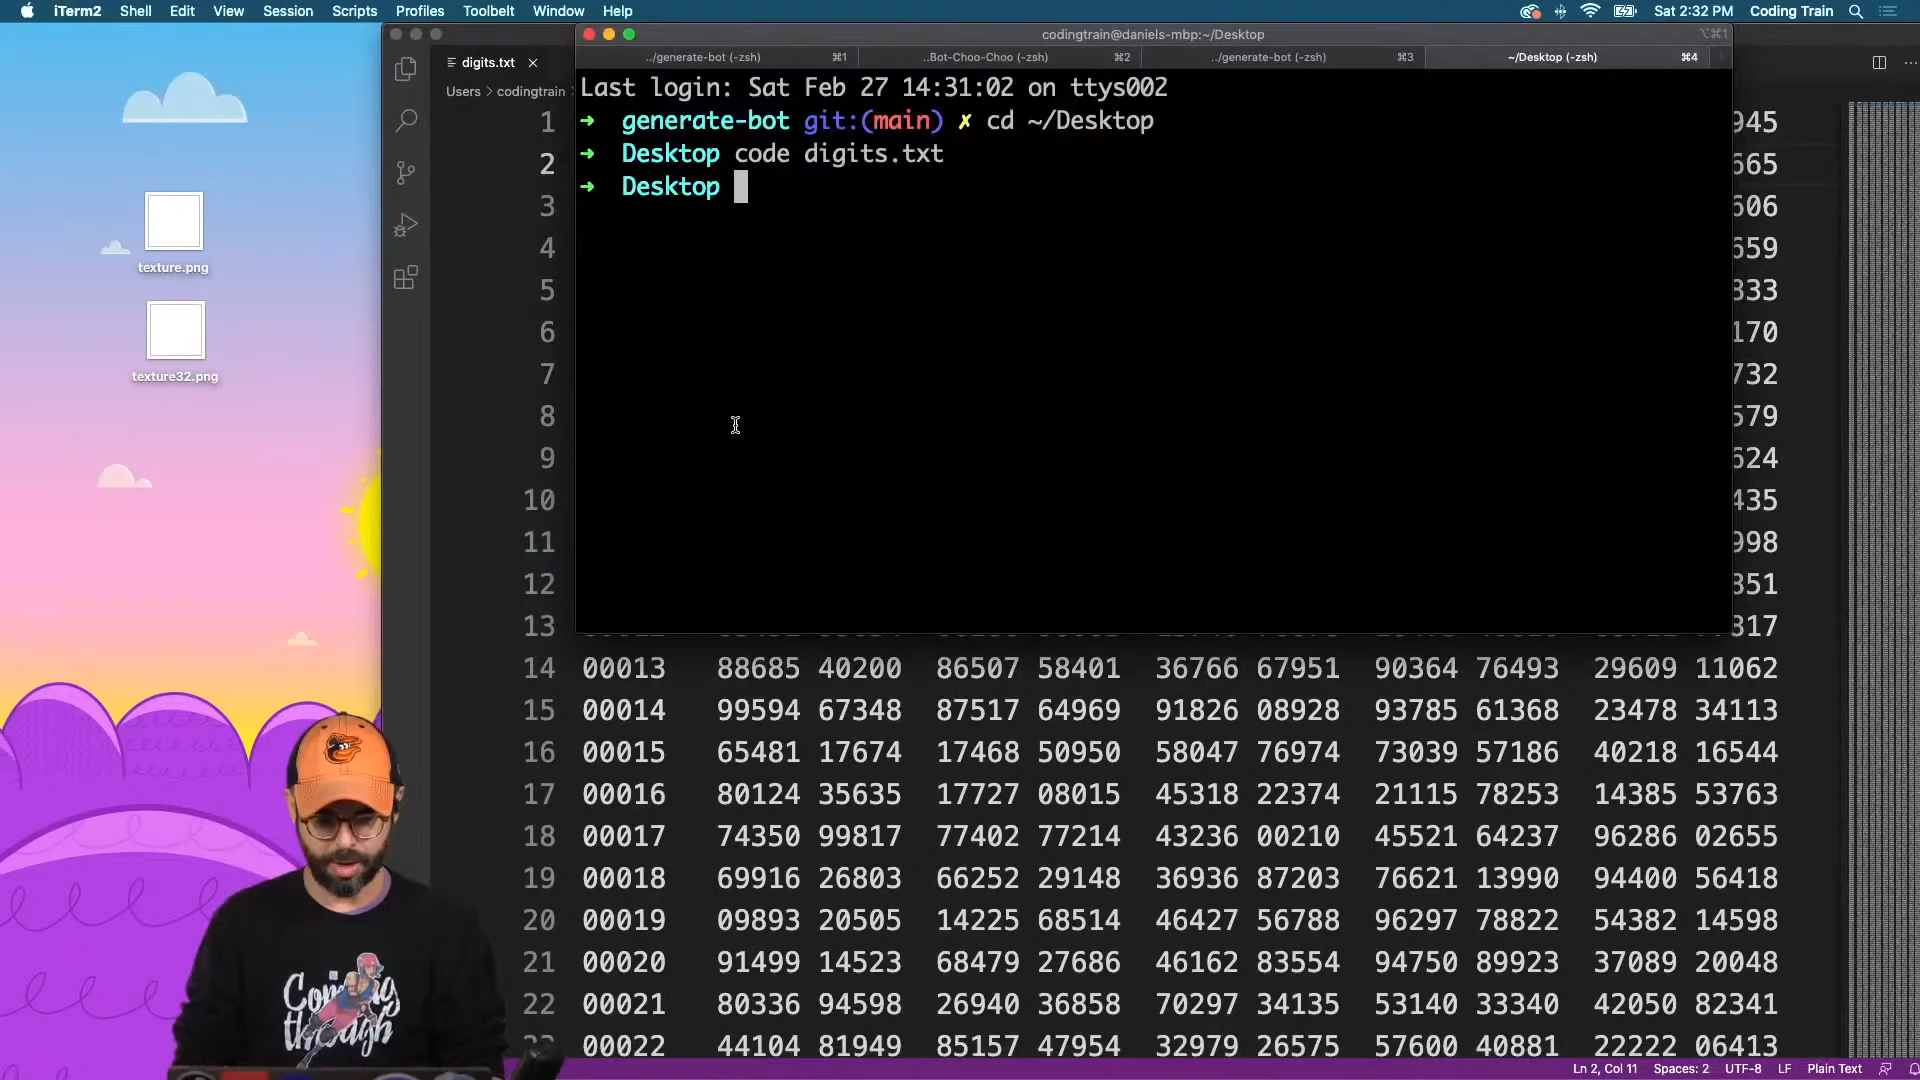 iTerm2 Shell Edit View Session Scripts Profiles Toolbelt Window Help Sat 2:32 PM Coding Train
codingtrain@daniels-mbp:~/Desktop ⌥⌘1
../generate-bot (-zsh) ⌘1 ..Bot-Choo-Choo (-zsh) ⌘2 ../generate-bot (-zsh) ⌘3 ~/Desktop (-zsh) ⌘4
digits.txt
Users > codingtrain
Last login: Sat Feb 27 14:31:02 on ttys002
➜ generate-bot git:(main) ✗ cd ~/Desktop
➜ Desktop code digits.txt
➜ Desktop
texture.png
texture32.png
1 945
2 665
3 606
4 659
5 833
6 170
7 732
8 579
9 624
10 435
11 998
12 851
13 817
14 00013 88685 40200 86507 58401 36766 67951 90364 76493 29609 11062
15 00014 99594 67348 87517 64969 91826 08928 93785 61368 23478 34113
16 00015 65481 17674 17468 50950 58047 76974 73039 57186 40218 16544
17 00016 80124 35635 17727 08015 45318 22374 21115 78253 14385 53763
18 00017 74350 99817 77402 77214 43236 00210 45521 64237 96286 02655
19 00018 69916 26803 66252 29148 36936 87203 76621 13990 94400 56418
20 00019 09893 20505 14225 68514 46427 56788 96297 78822 54382 14598
21 00020 91499 14523 68479 27686 46162 83554 94750 89923 37089 20048
22 00021 80336 94598 26940 36858 70297 34135 53140 33340 42050 82341
00022 44104 81949 85157 47954 32979 26575 57600 40881 22222 06413
Coming
through
Ln 2, Col 11 Spaces: 2 UTF-8 LF Plain Text